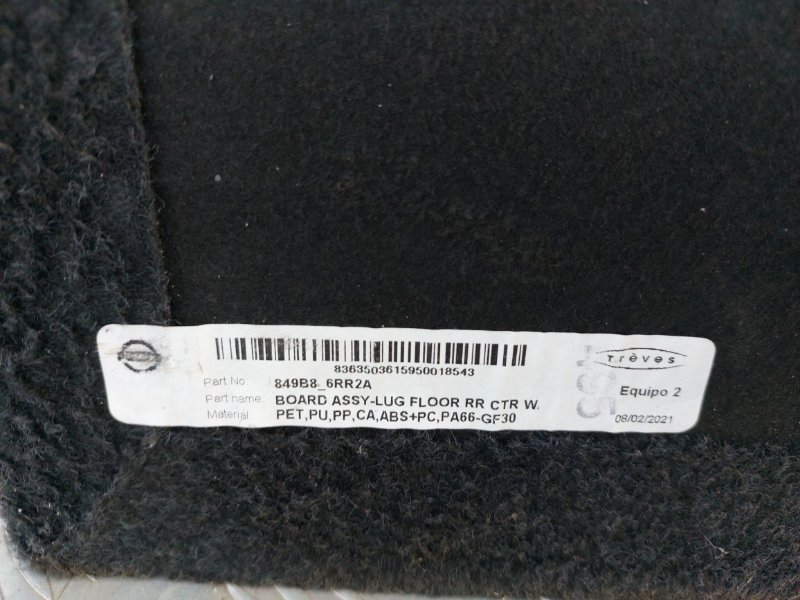 8363503615950018543
Part No. 849B8_6RR2A
Part name: BOARD ASSY-LUG FLOOR RR CTR W.
Material PET,PU,PP,CA,ABS+PC,PA66-GF30
Trèves
Equipo 2
08/02/2021